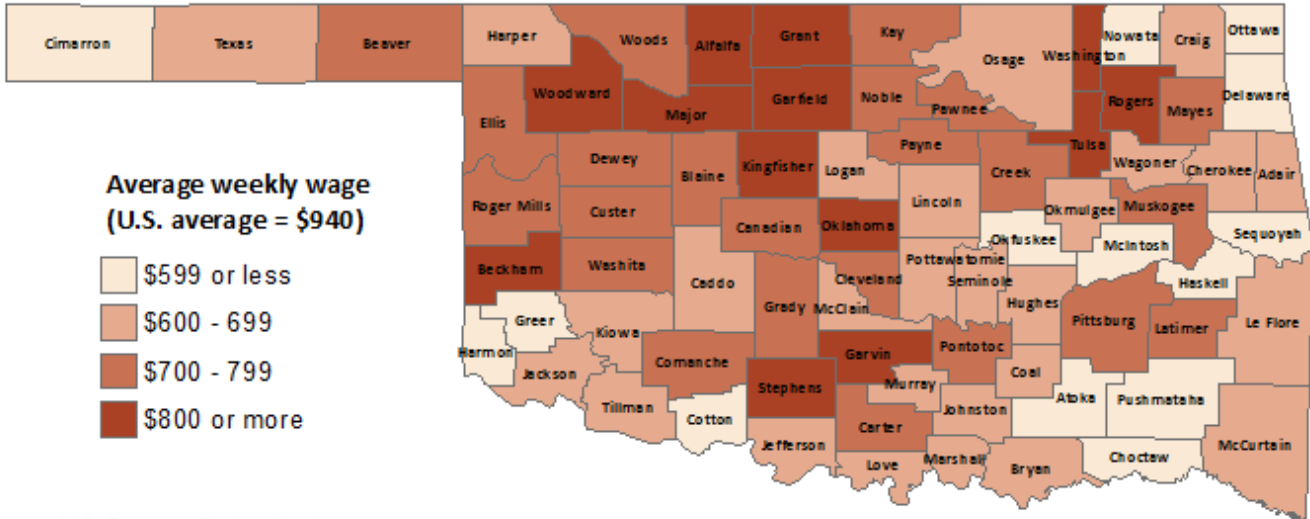 Cimarron
Texas
Beaver
Harper
Woods
Alfalfa
Grant
Kay
Osage
Washington
Nowata
Craig
Ottawa
Delaware
Ellis
Woodward
Major
Garfield
Noble
Pawnee
Rogers
Mayes
Dewey
Blaine
Kingfisher
Logan
Payne
Creek
Tulsa
Wagoner
Cherokee
Adair
Average weekly wage
(U.S. average = $940)
$599 or less
$600 - 699
$700 - 799
$800 or more
Roger Mills
Custer
Canadian
Oklahoma
Lincoln
Okmulgee
Muskogee
Okfuskee
McIntosh
Sequoyah
Beckham
Washita
Caddo
Grady
Cleveland
McClain
Pottawatomie
Seminole
Hughes
Haskell
Pittsburg
Latimer
Le Flore
Greer
Harmon
Kiowa
Jackson
Comanche
Stephens
Garvin
Pontotoc
Coal
Murray
Tillman
Cotton
Jefferson
Carter
Johnston
Atoka
Pushmataha
McCurtain
Love
Marshall
Bryan
Choctaw